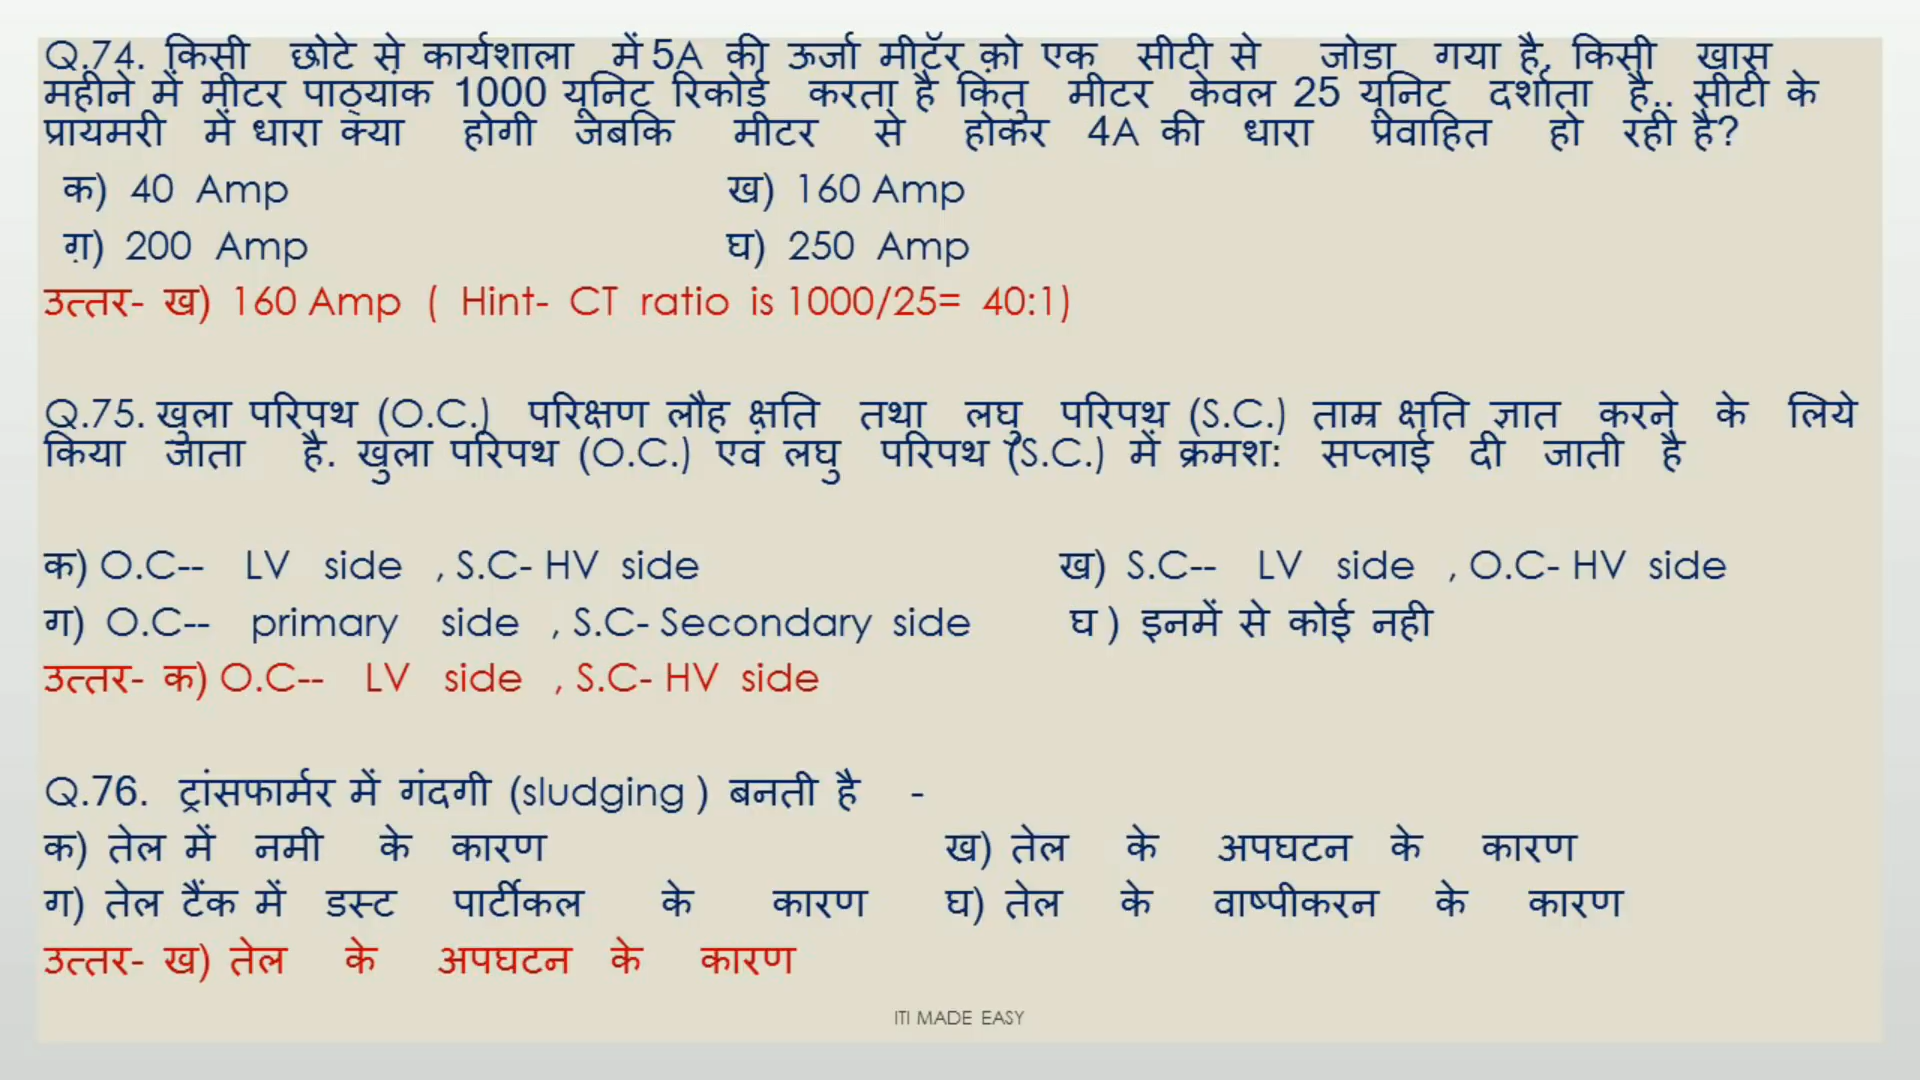 Q.74. किसी छोटे से कार्यशाला में 5A की ऊर्जा मीटर को एक सीटी से जोडा गया है, किसी खास
महीने में मीटर पाठ्यांक 1000 यूनिट रिकोर्ड करता है किंतु मीटर केवल 25 यूनिट दर्शाता है.. सीटी के
प्रायमरी में धारा क्या होगी जबकि मीटर से होकर 4A की धारा प्रवाहित हो रही है?
क) 40 Amp ख) 160 Amp
ग) 200 Amp घ) 250 Amp
उत्तर- ख) 160 Amp ( Hint- CT ratio is 1000/25= 40:1)
Q.75. खुला परिपथ (O.C.) परिक्षण लौह क्षति तथा लघु परिपथ (S.C.) ताम्र क्षति ज्ञात करने के लिये
किया जाता है. खुला परिपथ (O.C.) एवं लघु परिपथ (S.C.) में क्रमश: सप्लाई दी जाती है
क) O.C-- LV side , S.C- HV side ख) S.C-- LV side , O.C- HV side
ग) O.C-- primary side , S.C- Secondary side घ ) इनमें से कोई नही
उत्तर- क) O.C-- LV side , S.C- HV side
Q.76. ट्रांसफार्मर में गंदगी (sludging ) बनती है -
क) तेल में नमी के कारण ख) तेल के अपघटन के कारण
ग) तेल टैंक में डस्ट पार्टीकल के कारण घ) तेल के वाष्पीकरन के कारण
उत्तर- ख) तेल के अपघटन के कारण
ITI MADE EASY